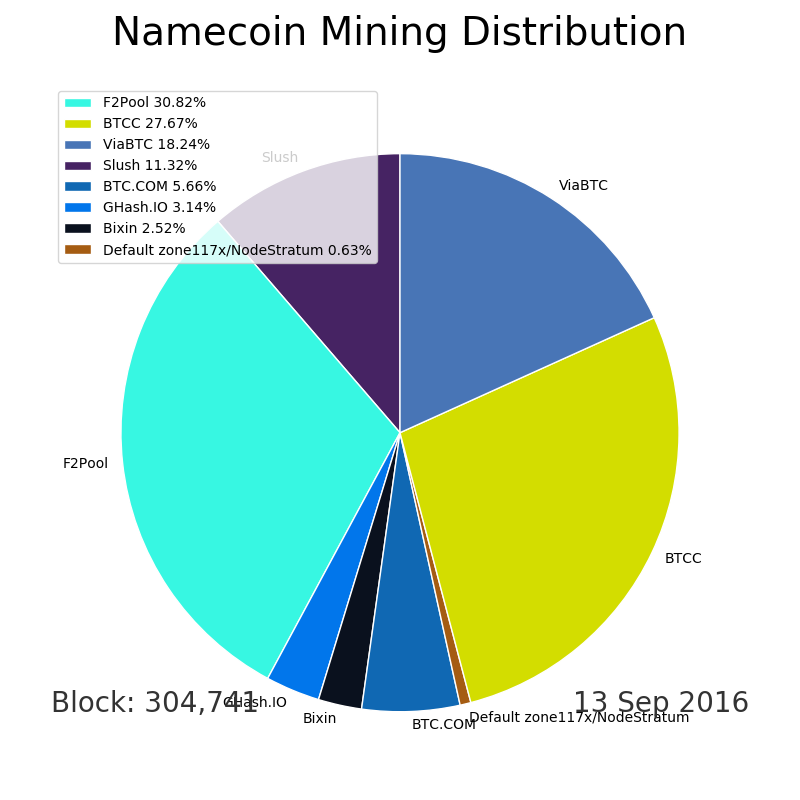 Namecoin Mining Distribution
F2Pool 30.82%
BTCC 27.67%
ViaBTC 18.24%
Slush 11.32%
BTC.COM 5.66%
GHash.IO 3.14%
Bixin 2.52%
Default zone117x/NodeStratum 0.63%
Slush
ViaBTC
F2Pool
BTCC
GHash.IO
Bixin
BTC.COM
Default zone117x/NodeStratum
Block: 304,741
13 Sep 2016